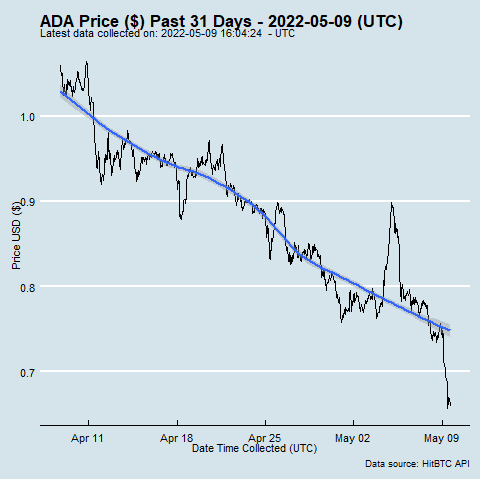 ADA Price ($) Past 31 Days - 2022-05-09 (UTC)
Latest data collected on: 2022-05-09 16:04:24 - UTC
Price USD ($)
1.0
0.9
0.8
0.7
Apr 11 Apr 18 Apr 25 May 02 May 09
Date Time Collected (UTC)
Data source: HitBTC API